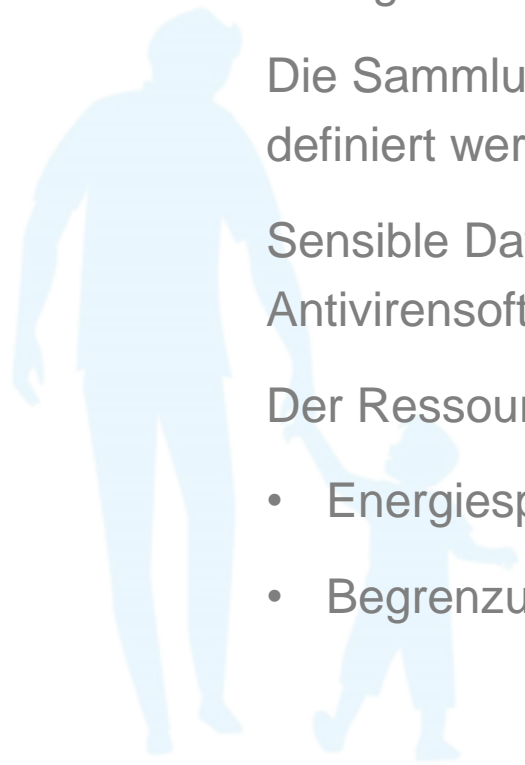 Die Sammlu
definiert wer
Sensible Da
Antivirensoft
Der Ressour
• Energiesp
• Begrenzu